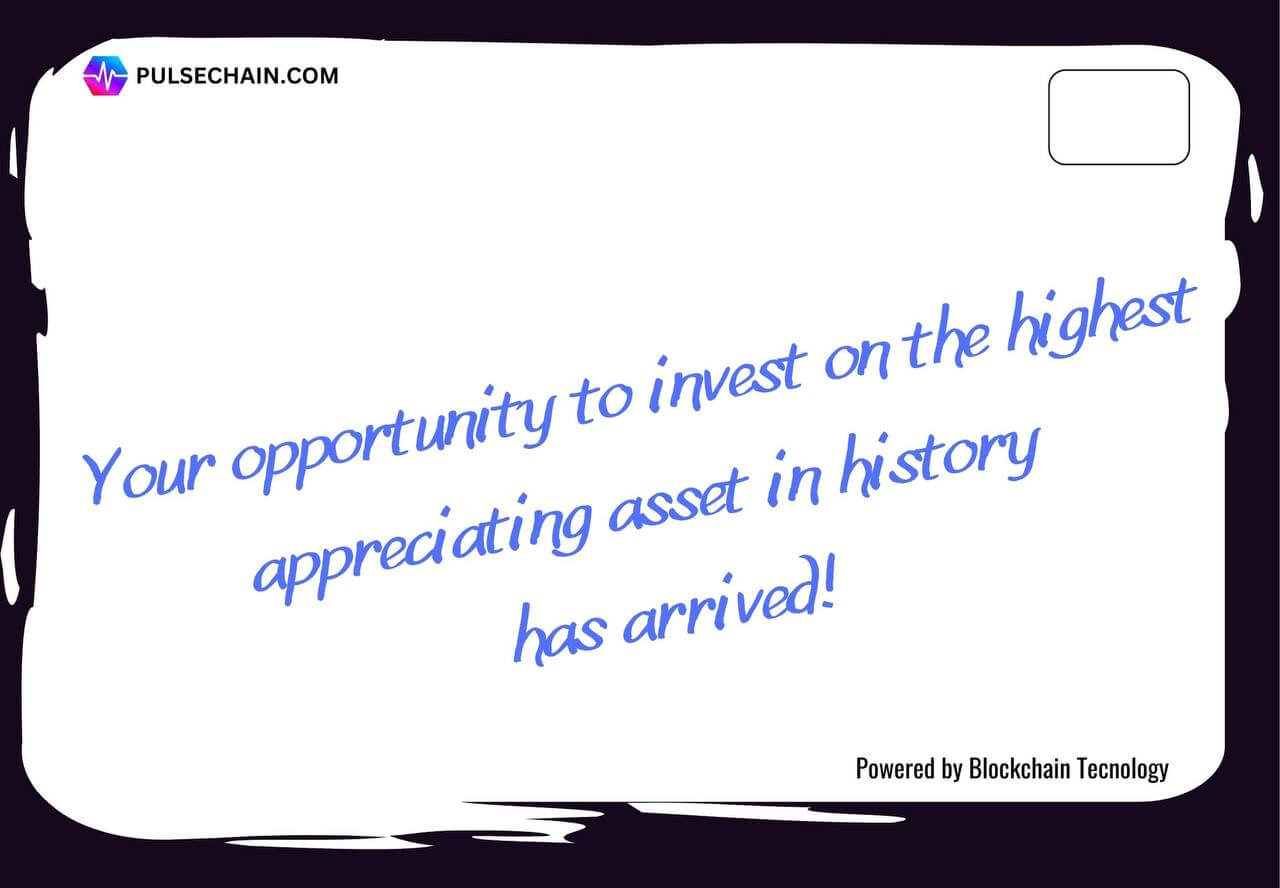 PULSECHAIN.COM
Your opportunity to invest on the highest
appreciating asset in history
has arrived!
Powered by Blockchain Tecnology